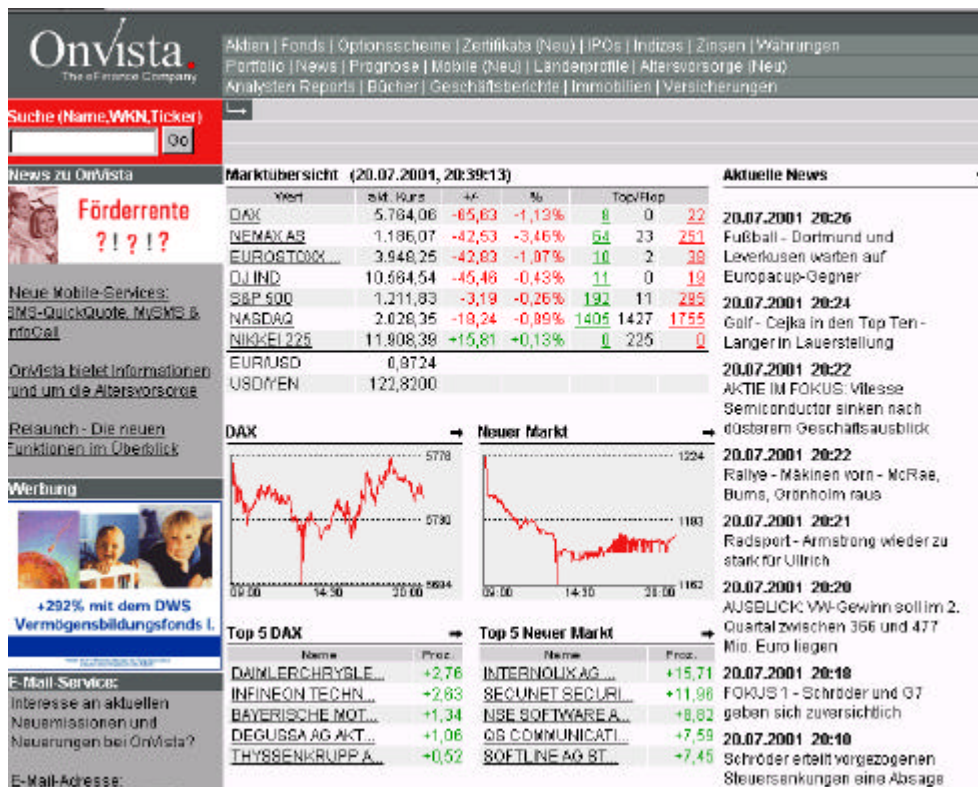 Onvista.
The eFinance Company
Aktien | Fonds | Optionsscheine | Zertifikate (Neu) | IPOs | Indizes | Zinsen | Währungen
Portfolio | News | Prognose | Mobile (Neu) | Länderprofile | Altersvorsorge (Neu)
Analysten Reports | Bücher | Geschäftsberichte | Immobilien | Versicherungen
Suche (Name,WKN,Ticker)
Go
News zu OnVista
Förderrente
?!?!?
Neue Mobile-Services:
SMS-QuickQuote, MySMS &
InfoCall
OnVista bietet Informationen
rund um die Altersvorsorge
Relaunch - Die neuen
Funktionen im Überblick
Werbung
+292% mit dem DWS
Vermögensbildungsfonds I.
E-Mail-Service:
Interesse an aktuellen
Neuemissionen und
Neuerungen bei OnVista?
E-Mail-Adresse:
Marktübersicht (20.07.2001, 20:39:13)
Wert akt. Kurs +/- % Top/Flop
DAX 5.764,06 -65,63 -1,13% 8 0 22
NEMAX AS 1.186,07 -42,53 -3,46% 64 23 251
EUROSTOXX ... 3.948,25 -42,83 -1,07% 10 2 38
DJ IND 10.564,54 -45,46 -0,43% 11 0 19
S&P 500 1.211,83 -3,19 -0,26% 192 11 295
NASDAQ 2.028,35 -18,24 -0,89% 1405 1427 1755
NIKKEI 225 11.908,39 +15,81 +0,13% 0 225 0
EUR/USD 0,8724
USD/YEN 122,8200
DAX
5778
5694
09:00 14:30 20:00
Neuer Markt
1224
1193
1162
09:00 14:30 20:00
Top 5 DAX
Name Proz.
DAIMLERCHRYSLE... +2,76
INFINEON TECHN... +2,63
BAYERISCHE MOT... +1,34
DEGUSSA AG AKT... +1,06
THYSSENKRUPP A... +0,52
Top 5 Neuer Markt
Name Proz.
INTERNOLIX AG ... +15,71
SECUNET SECURI... +11,96
NSE SOFTWARE A... +8,82
QS COMMUNICATI... +7,59
SOFTLINE AG ST... +7,45
Aktuelle News
20.07.2001 20:26
Fußball - Dortmund und
Leverkusen warten auf
Europacup-Gegner
20.07.2001 20:24
Golf - Cejka in den Top Ten -
Langer in Lauerstellung
20.07.2001 20:22
AKTIE IM FOKUS: Vitesse
Semiconductor sinken nach
düsterem Geschäftsausblick
20.07.2001 20:22
Rallye - Mäkinen vorn - McRae,
Burns, Grönholm raus
20.07.2001 20:21
Radsport - Armstrong wieder zu
stark für Ullrich
20.07.2001 20:20
AUSBLICK: VW-Gewinn soll im 2.
Quartal zwischen 366 und 477
Mio. Euro liegen
20.07.2001 20:18
FOKUS 1 - Schröder und G7
geben sich zuversichtlich
20.07.2001 20:10
Schröder erteilt vorgezogenen
Steuersenkungen eine Absage